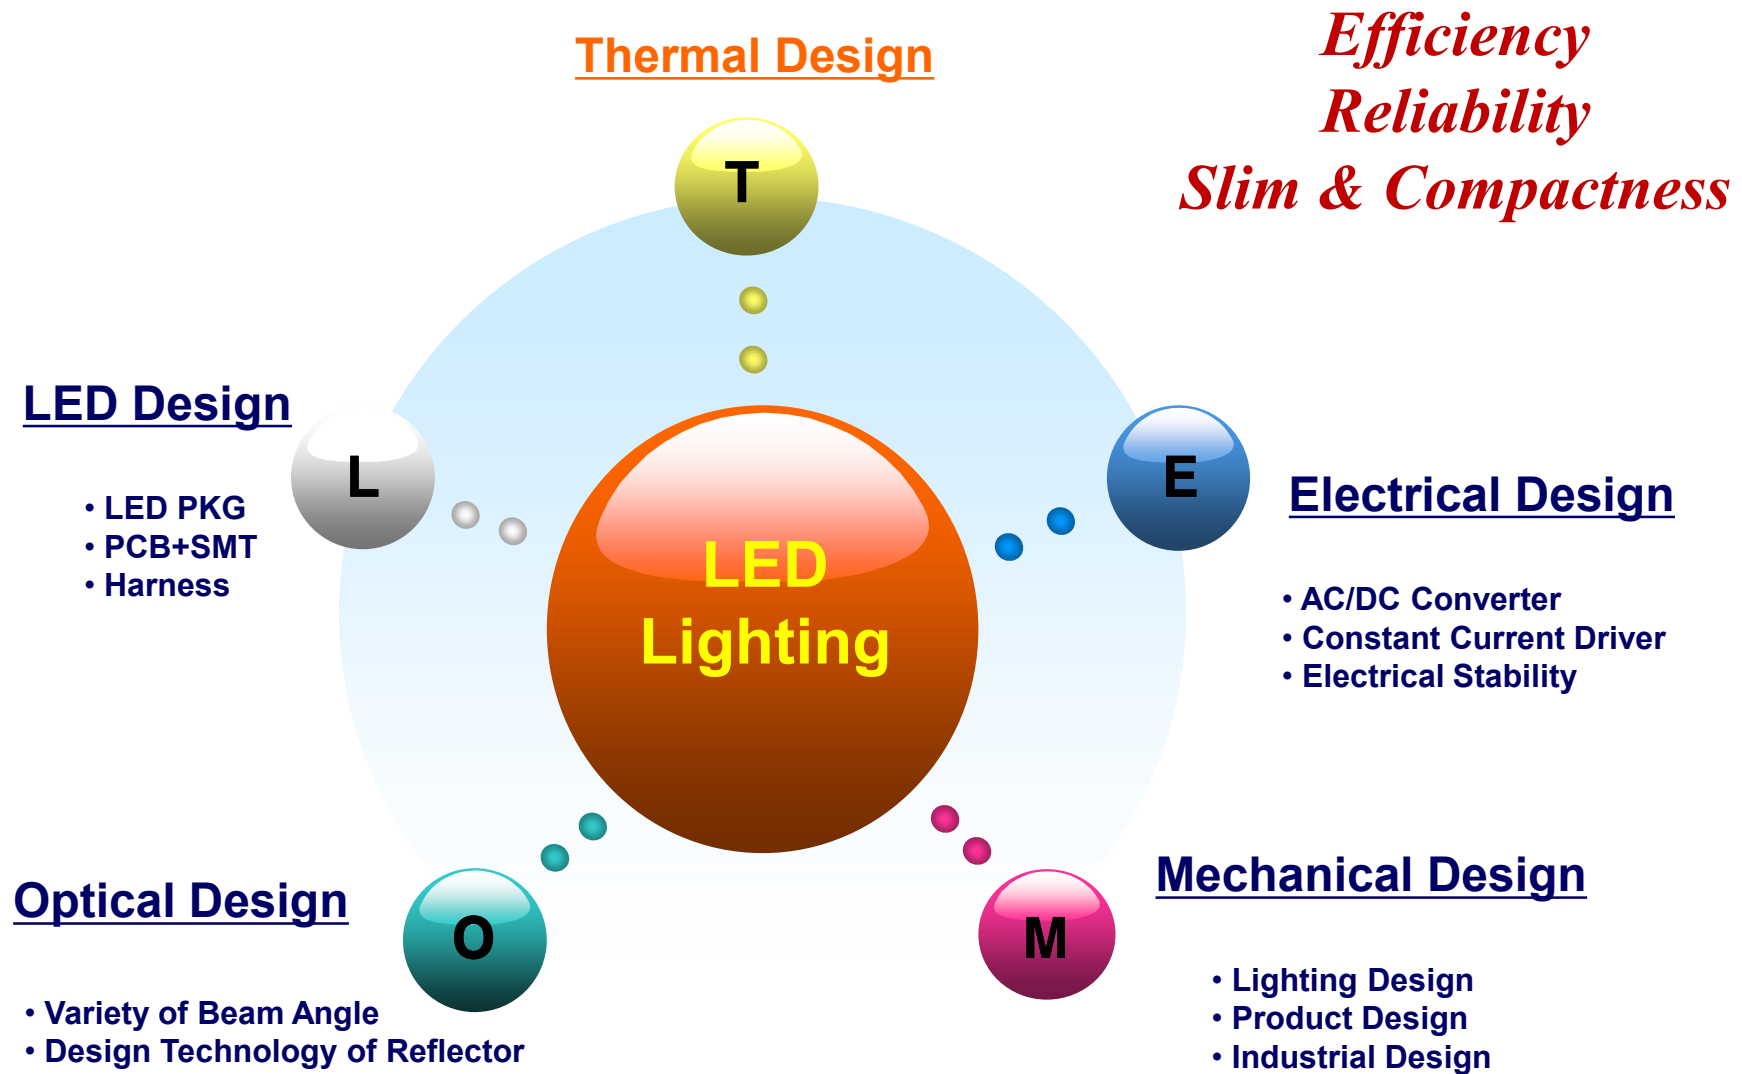 Thermal Design
Efficiency
Reliability
Slim & Compactness
T
LED Design
L
• LED PKG
• PCB+SMT
• Harness
E
Electrical Design
• AC/DC Converter
• Constant Current Driver
• Electrical Stability
LED
Lighting
Optical Design
O
• Variety of Beam Angle
• Design Technology of Reflector
M
Mechanical Design
• Lighting Design
• Product Design
• Industrial Design